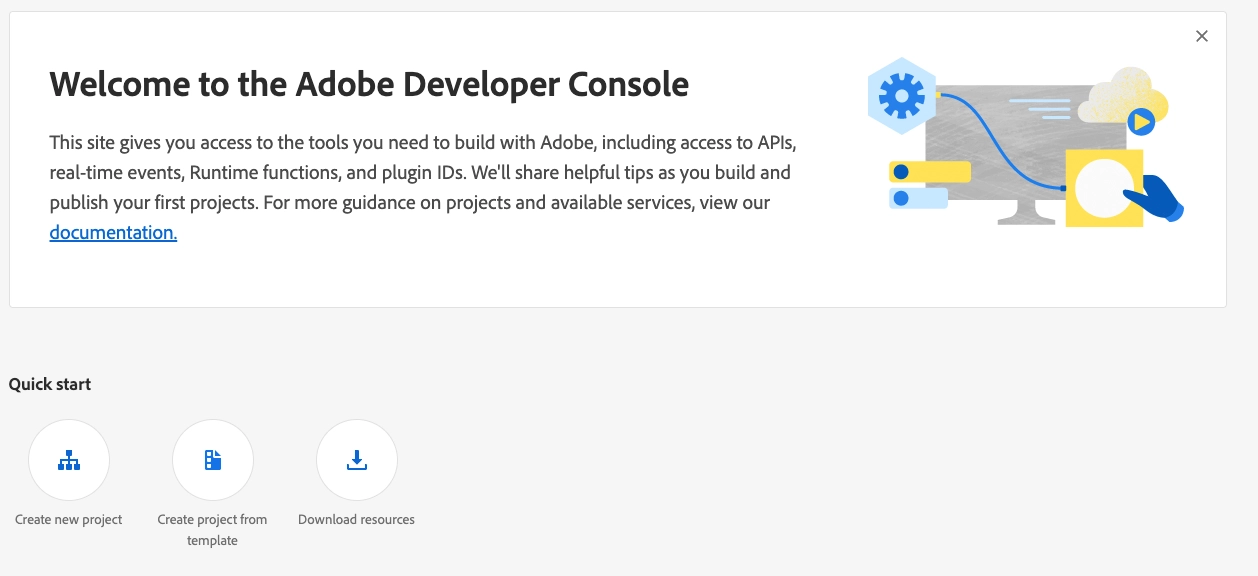 Welcome to the Adobe Developer Console
This site gives you access to the tools you need to build with Adobe, including access to APIs,
real-time events, Runtime functions, and plugin IDs. We'll share helpful tips as you build and
publish your first projects. For more guidance on projects and available services, view our
documentation.
Quick start
Create new project
Create project from
template
Download resources